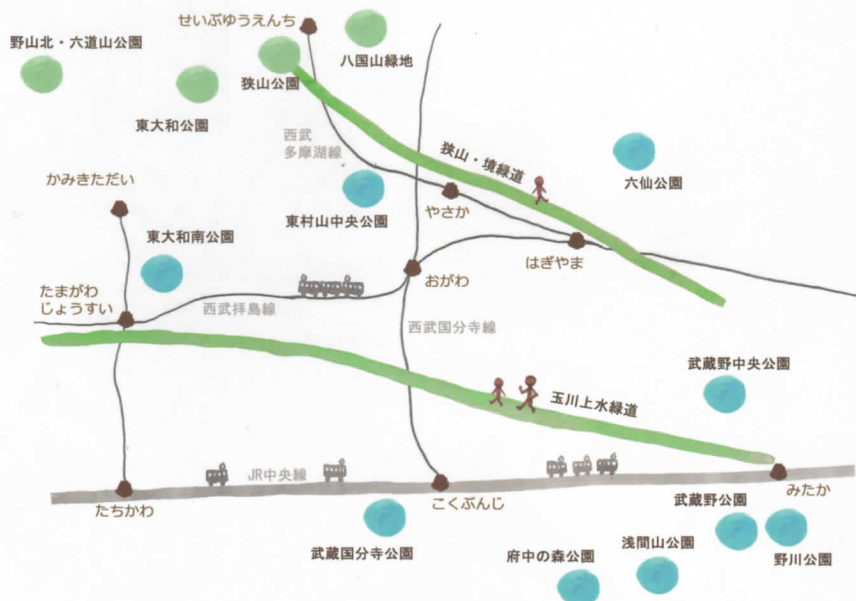 せいぶゆうえんち
野山北・六道山公園
八国山緑地
狭山公園
東大和公園
西武
多摩湖線
狭山・境緑道
六仙公園
かみきただい
やさか
東村山中央公園
東大和南公園
はぎやま
おがわ
たまがわ
じょうすい
西武拝島線
西武国分寺線
武蔵野中央公園
玉川上水緑道
JR中央線
たちかわ
こくぶんじ
みたか
武蔵野公園
武蔵国分寺公園
浅間山公園
府中の森公園
野川公園